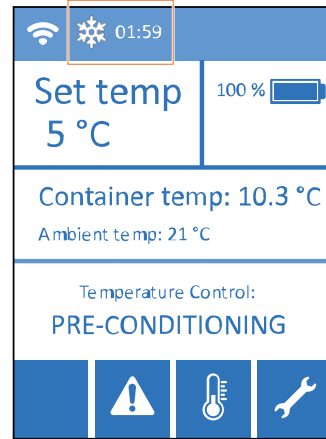 01:59
Set temp
5 °C
100 %
Container temp: 10.3 °C
Ambient temp: 21 °C
Temperature Control:
PRE-CONDITIONING